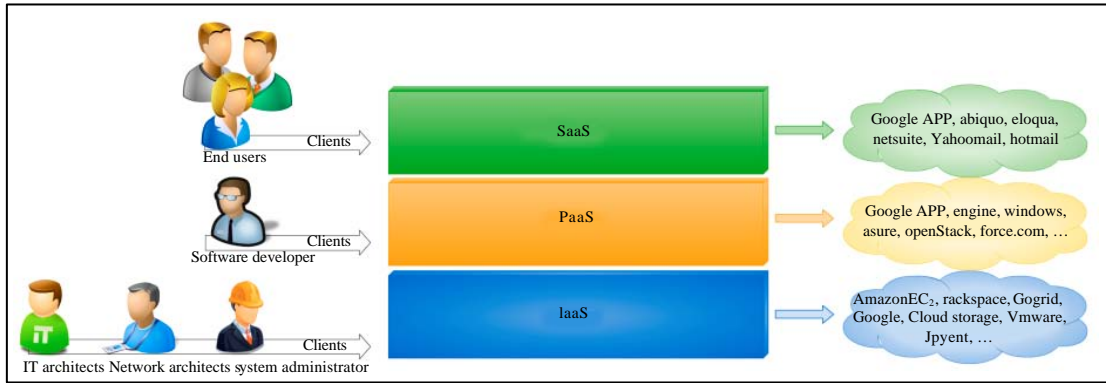 Clients
End users
SaaS
Google APP, abiquo, eloqua,
netsuite, Yahoomail, hotmail
Clients
Software developer
PaaS
Google APP, engine, windows,
asure, openStack, force.com, …
IT
Clients
IT architects Network architects system administrator
IaaS
AmazonEC₂, rackspace, Gogrid,
Google, Cloud storage, Vmware,
Jpyent, …